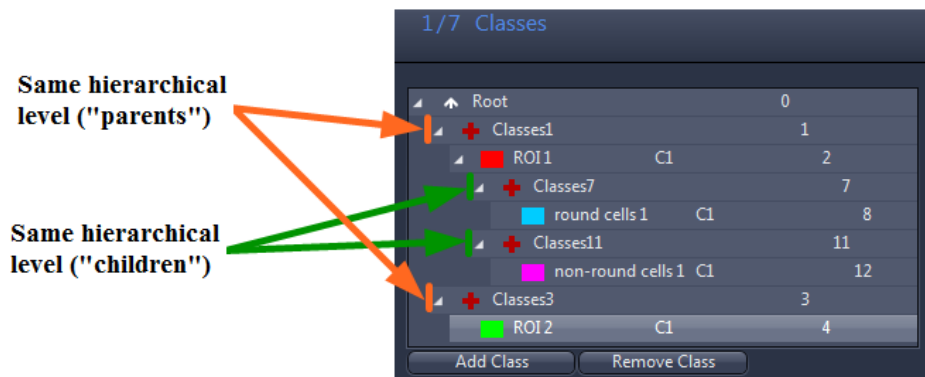 1/7 Classes
Same hierarchical
level ("parents")
Root 0
Classes1 1
ROI 1 C1 2
Classes7 7
round cells 1 C1 8
Same hierarchical
level ("children")
Classes11 11
non-round cells 1 C1 12
Classes3 3
ROI 2 C1 4
Add Class Remove Class